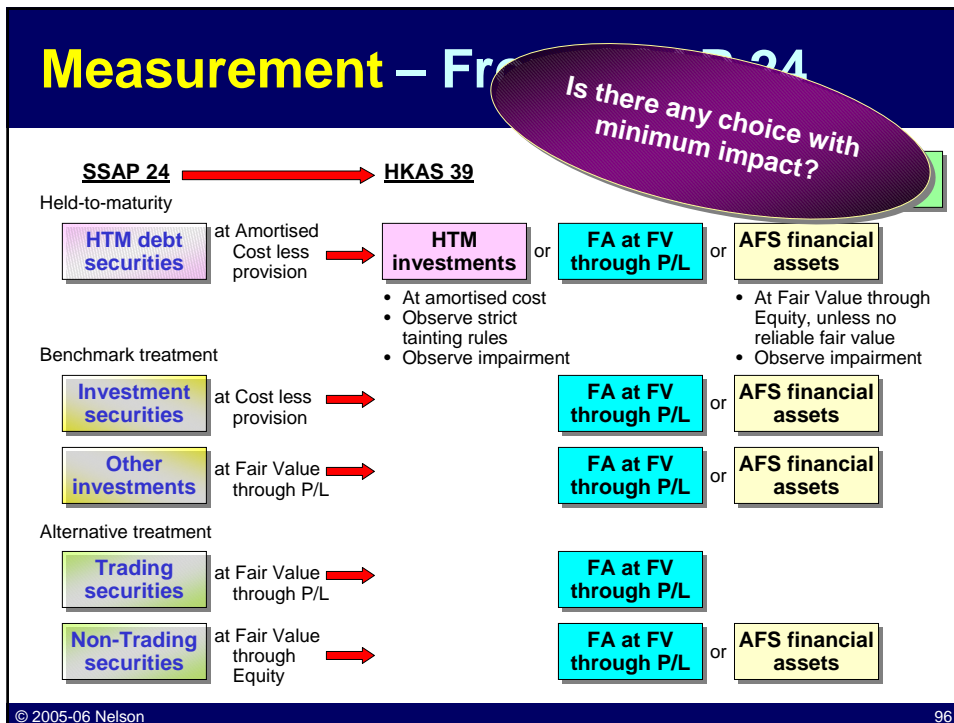 Measurement – Fr
24
Is there any choice with
minimum impact?
SSAP 24
HKAS 39
Held-to-maturity
HTM debt
securities
at Amortised
Cost less
provision
HTM
investments
or
FA at FV
through P/L
or
AFS financial
assets
• At amortised cost
• Observe strict
tainting rules
• Observe impairment
• At Fair Value through
Equity, unless no
reliable fair value
• Observe impairment
Benchmark treatment
Investment
securities
at Cost less
provision
FA at FV
through P/L
or
AFS financial
assets
Other
investments
at Fair Value
through P/L
FA at FV
through P/L
or
AFS financial
assets
Alternative treatment
Trading
securities
at Fair Value
through P/L
FA at FV
through P/L
Non-Trading
securities
at Fair Value
through
Equity
FA at FV
through P/L
or
AFS financial
assets
© 2005-06 Nelson
96